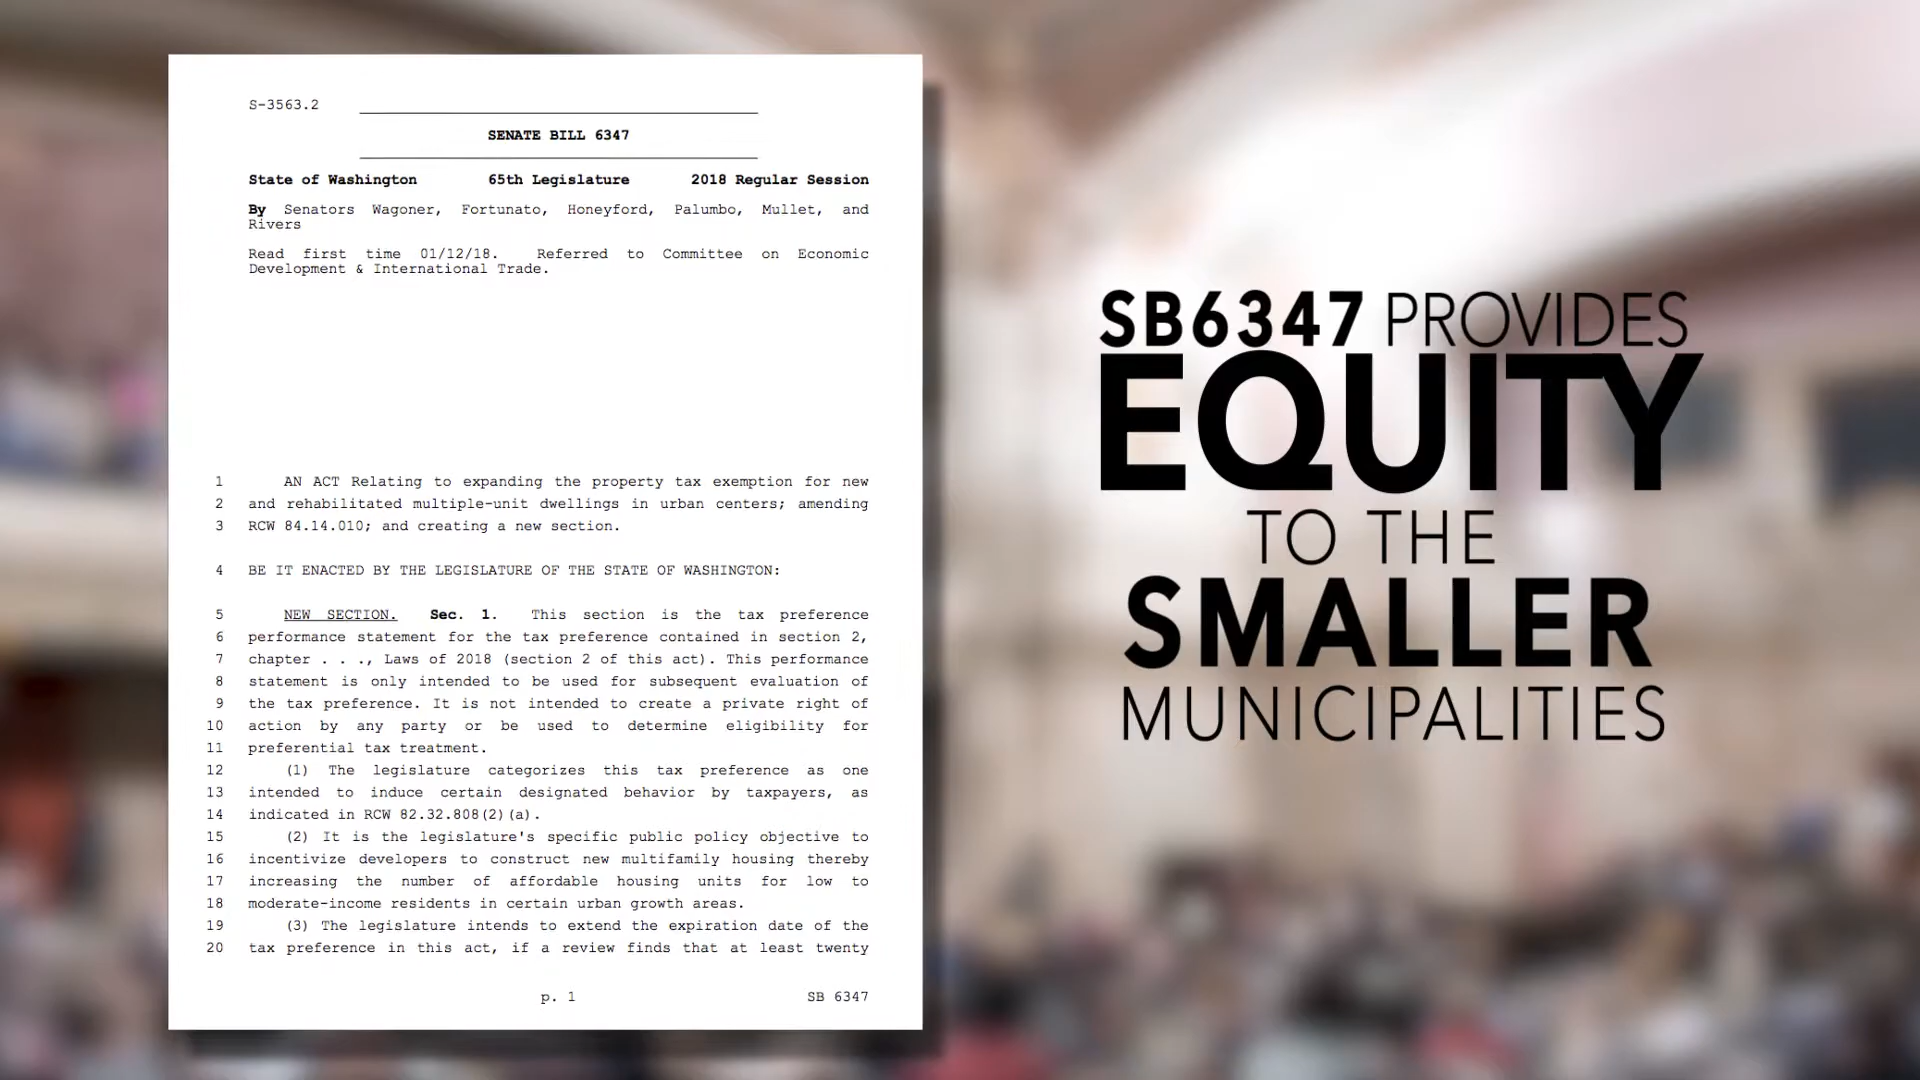 S-3563.2
SENATE BILL 6347
State of Washington 65th Legislature 2018 Regular Session
By Senators Wagoner, Fortunato, Honeyford, Palumbo, Mullet, and
Rivers
Read first time 01/12/18. Referred to Committee on Economic
Development & International Trade.
1 AN ACT Relating to expanding the property tax exemption for new
2 and rehabilitated multiple-unit dwellings in urban centers; amending
3 RCW 84.14.010; and creating a new section.
4 BE IT ENACTED BY THE LEGISLATURE OF THE STATE OF WASHINGTON:
5 NEW SECTION. Sec. 1. This section is the tax preference
6 performance statement for the tax preference contained in section 2,
7 chapter . . ., Laws of 2018 (section 2 of this act). This performance
8 statement is only intended to be used for subsequent evaluation of
9 the tax preference. It is not intended to create a private right of
10 action by any party or be used to determine eligibility for
11 preferential tax treatment.
12 (1) The legislature categorizes this tax preference as one
13 intended to induce certain designated behavior by taxpayers, as
14 indicated in RCW 82.32.808(2)(a).
15 (2) It is the legislature's specific public policy objective to
16 incentivize developers to construct new multifamily housing thereby
17 increasing the number of affordable housing units for low to
18 moderate-income residents in certain urban growth areas.
19 (3) The legislature intends to extend the expiration date of the
20 tax preference in this act, if a review finds that at least twenty
p. 1 SB 6347
SB6347 PROVIDES
EQUITY
TO THE
SMALLER
MUNICIPALITIES